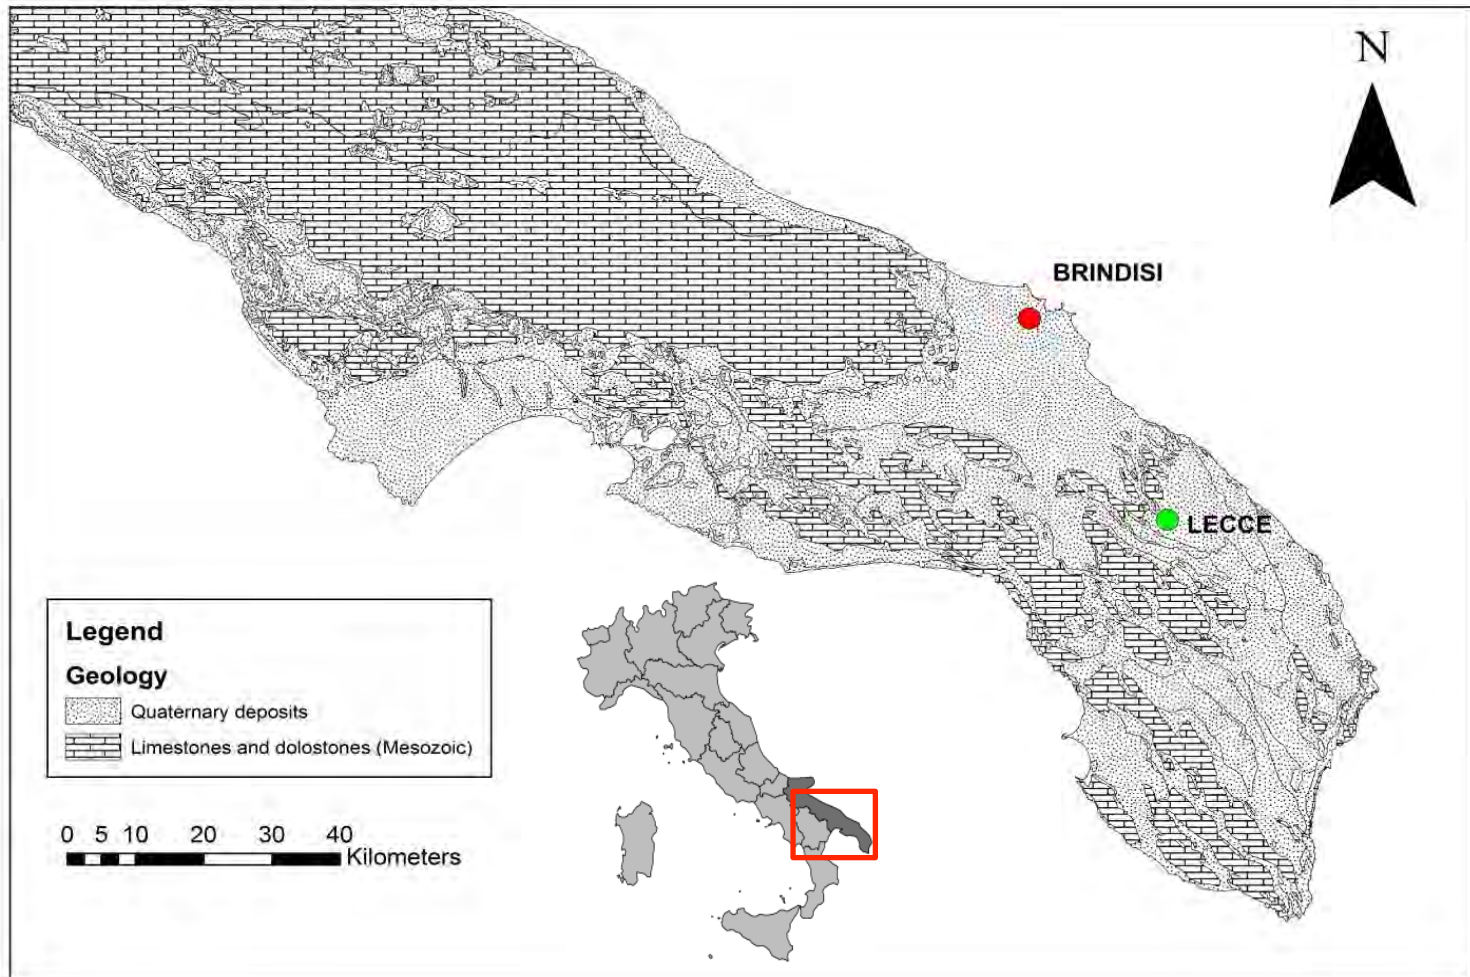 N
BRINDISI
LECCE
Legend
Geology
Quaternary deposits
Limestones and dolostones (Mesozoic)
0 5 10 20 30 40
Kilometers